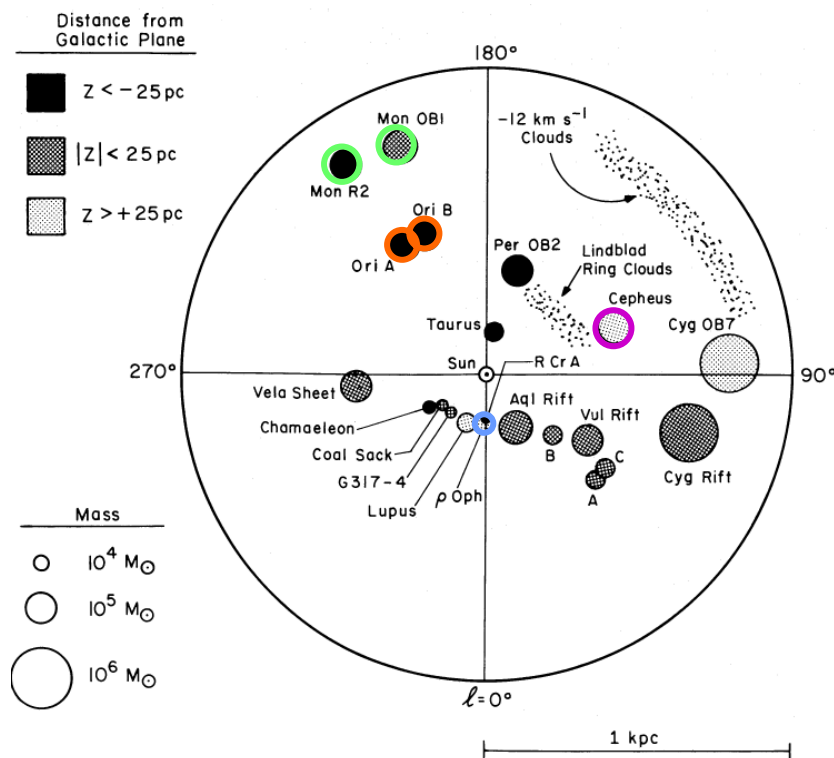 Distance from
Galactic Plane
Z < -25 pc
|Z| < 25 pc
Z > +25 pc
180°
Mon OB1
-12 km s⁻¹
Clouds
Mon R2
Ori B
Ori A
Per OB2
Lindblad
Ring Clouds
Cepheus
Taurus
Cyg OB7
Sun
R Cr A
270°
90°
Vela Sheet
Aql Rift
Vul Rift
Chamaeleon
Coal Sack
B
C
Cyg Rift
G317-4
A
ρ Oph
Lupus
Mass
10⁴ M☉
10⁵ M☉
10⁶ M☉
ℓ=0°
1 kpc